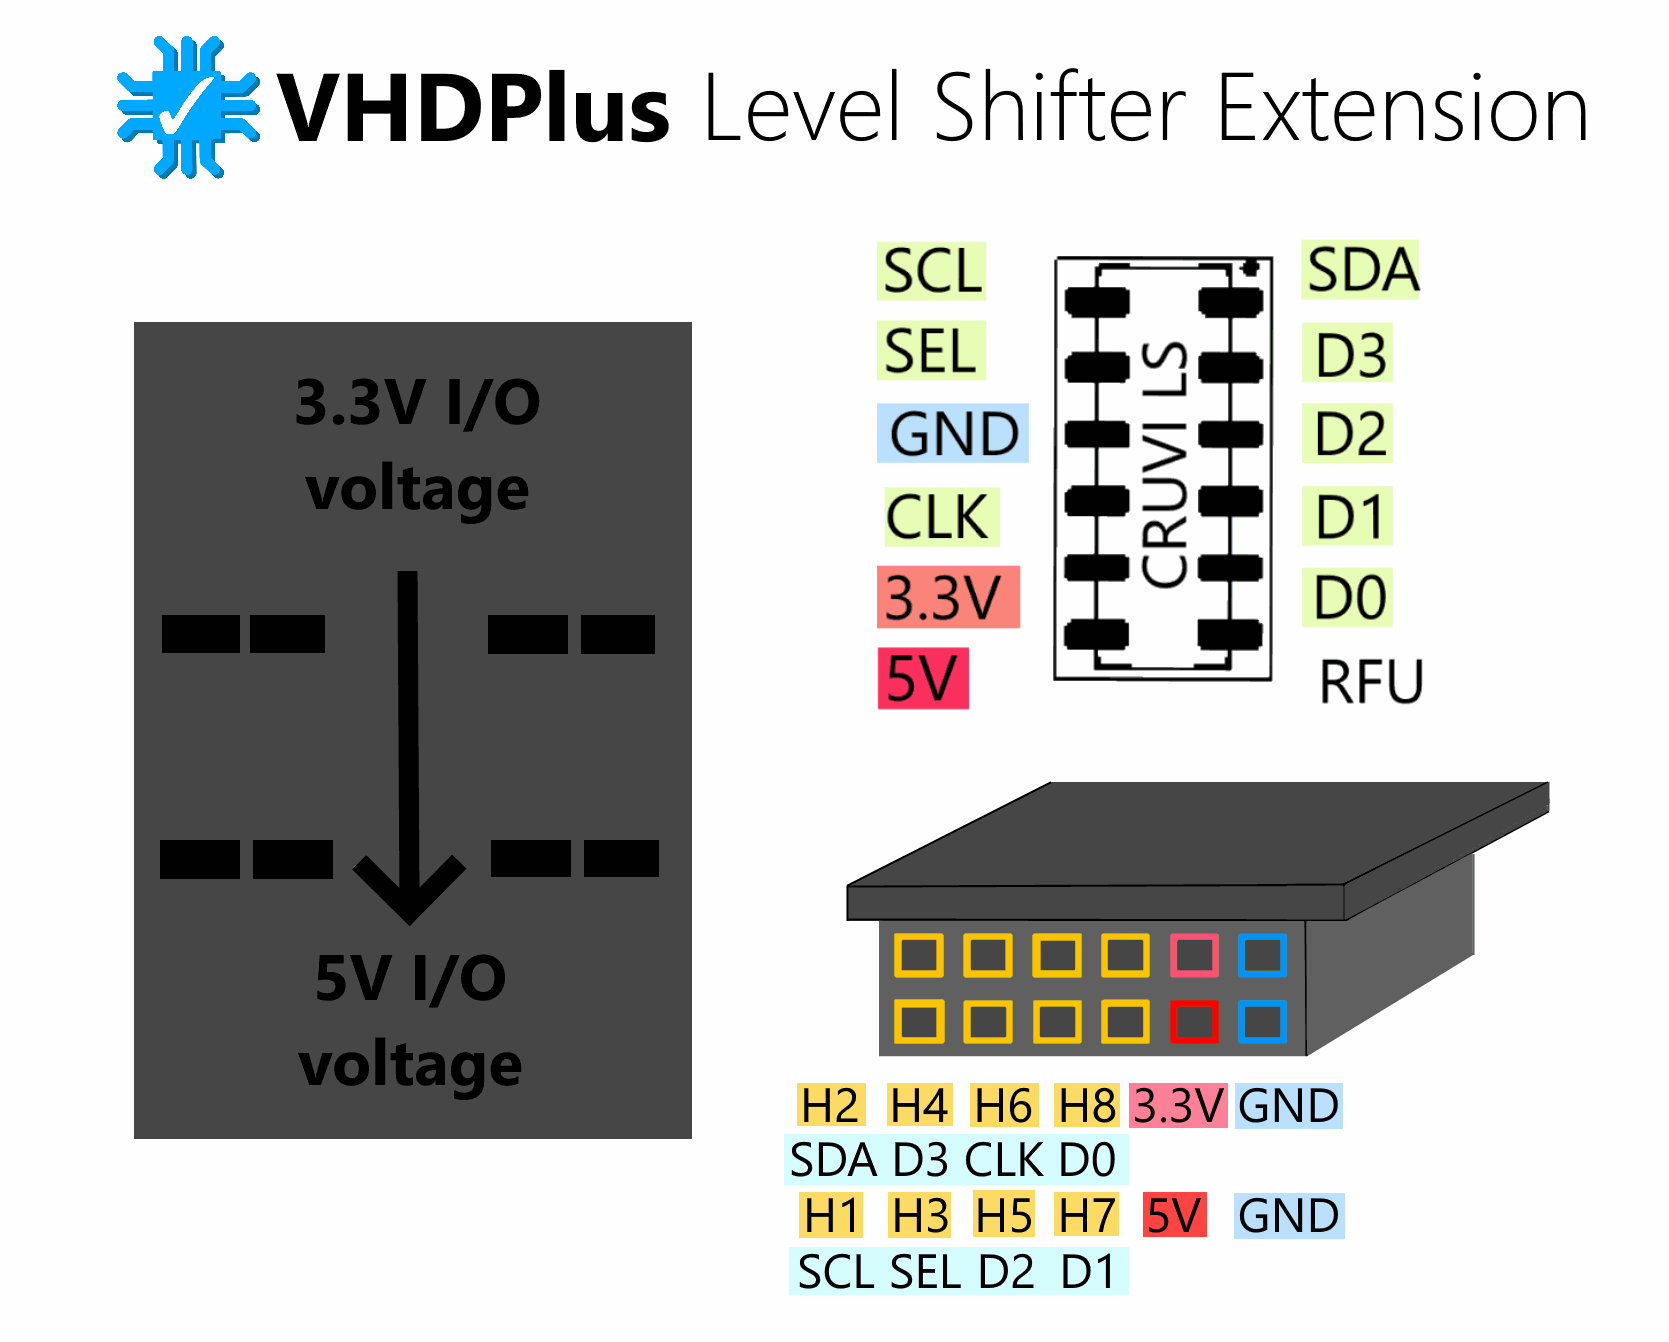 VHDPlus Level Shifter Extension
3.3V I/O
voltage
5V I/O
voltage
SCL
SEL
GND
CLK
3.3V
5V
CRUVI LS
SDA
D3
D2
D1
D0
RFU
H2 H4 H6 H8 3.3V GND
SDA D3 CLK D0
H1 H3 H5 H7 5V GND
SCL SEL D2 D1